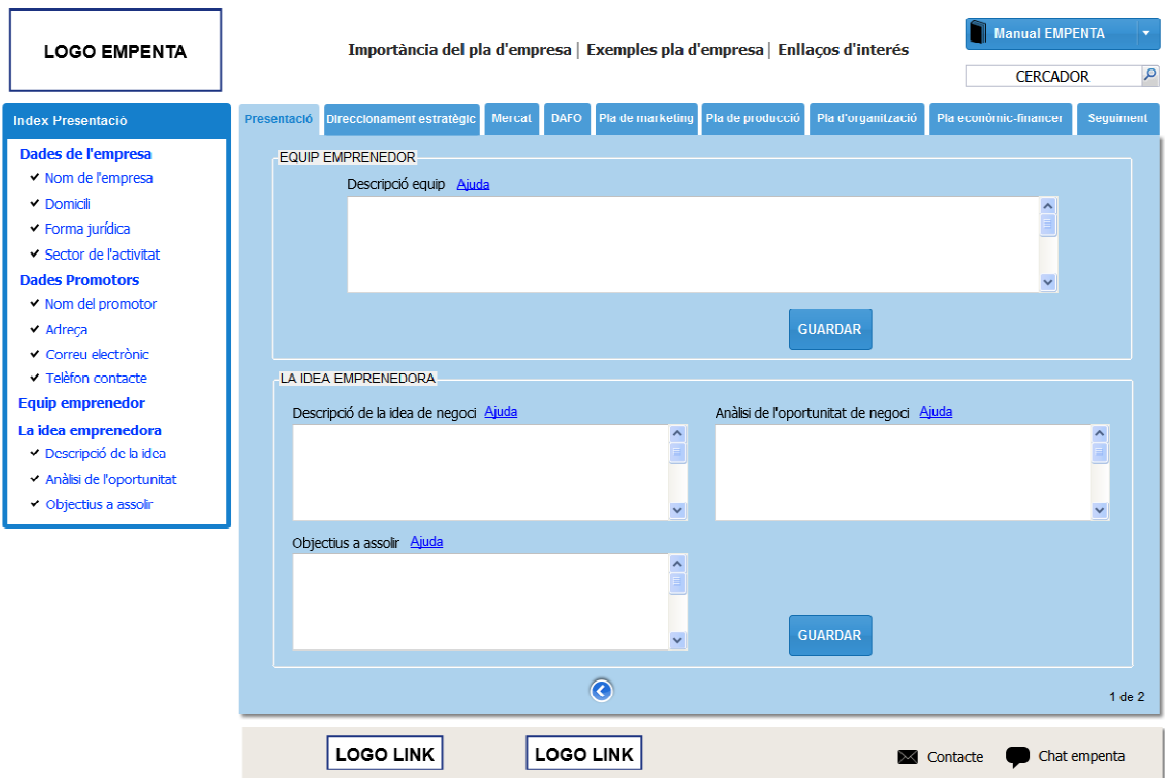 LOGO EMPENTA
Importància del pla d'empresa | Exemples pla d'empresa | Enllaços d'interés
Manual EMPENTA
CERCADOR
Index Presentació
Dades de l'empresa
Nom de l'empresa
Domicili
Forma jurídica
Sector de l'activitat
Dades Promotors
Nom del promotor
Adreça
Correu electrònic
Telèfon contacte
Equip emprenedor
La idea emprenedora
Descripció de la idea
Anàlisi de l'oportunitat
Objectius a assolir
Presentació Direccionament estratègic Mercat DAFO Pla de marketing Pla de producció Pla d'organització Pla econòmic-financer Seguiment
EQUIP EMPRENEDOR
Descripció equip Ajuda
GUARDAR
LA IDEA EMPRENEDORA
Descripció de la idea de negoci Ajuda
Anàlisi de l'oportunitat de negoci Ajuda
Objectius a assolir Ajuda
GUARDAR
1 de 2
LOGO LINK
LOGO LINK
Contacte
Chat empenta